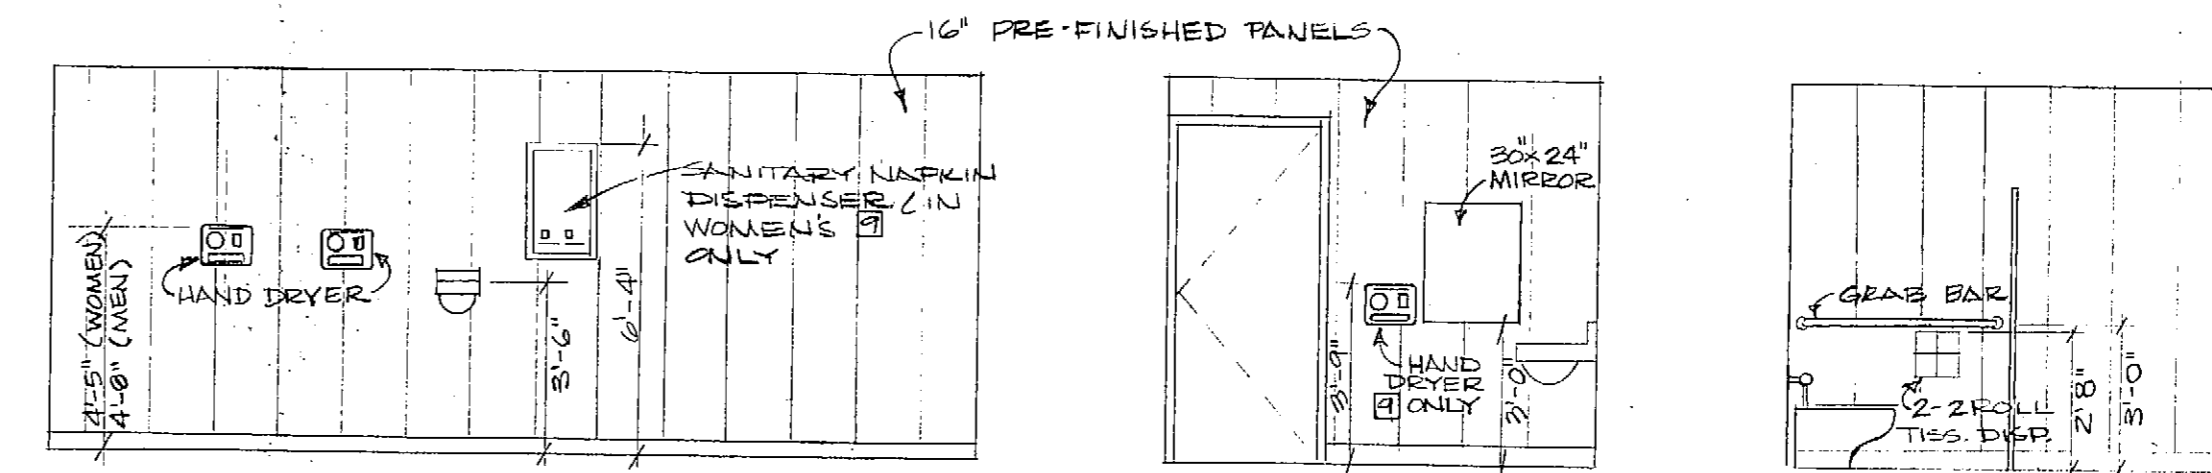 16" PRE-FINISHED PANELS
SANITARY NAPKIN
DISPENSER (IN
WOMEN'S 9
ONLY
HAND DRYER
4'-5" (WOMEN)
4'-8" (MEN)
3'-6"
6'-4"
30"x24"
MIRROR
HAND
DRYER
9 ONLY
3'-9"
3'-0"
GRAB BAR
2-2 ROLL
TISS. DISP.
2'8"
3'-0"